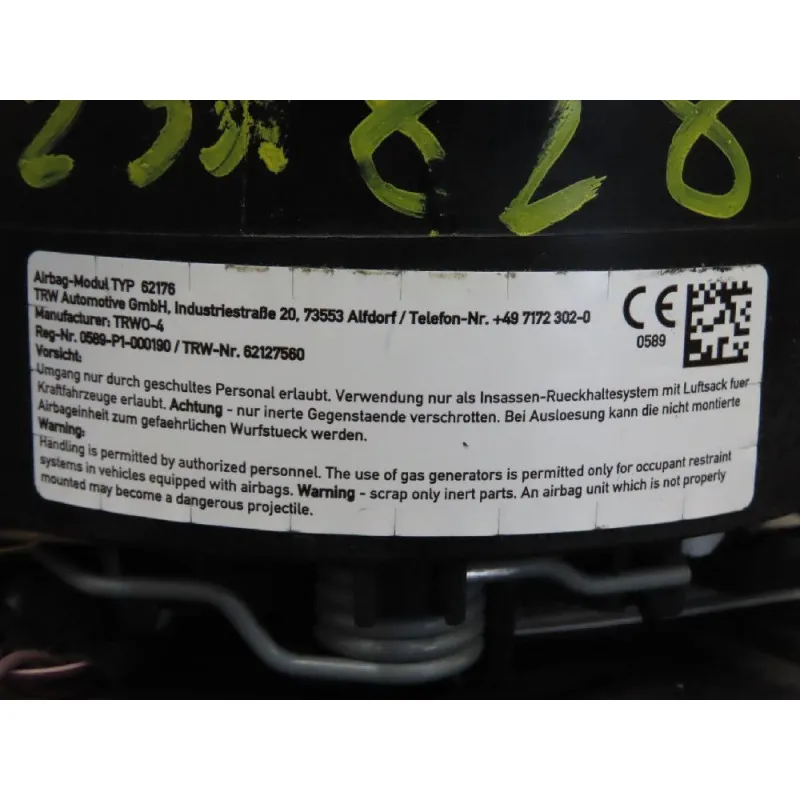 828
Airbag-Modul TYP 62176
TRW Automotive GmbH, Industriestraße 20, 73553 Alfdorf / Telefon-Nr. +49 7172 302-0
Manufacturer: TRWO-4
Reg-Nr. 0589-P1-000190 / TRW-Nr. 62127560
CE
0589
Vorsicht:
Umgang nur durch geschultes Personal erlaubt. Verwendung nur als Insassen-Rueckhaltesystem mit Luftsack fuer
Kraftfahrzeuge erlaubt. Achtung - nur inerte Gegenstaende verschrotten. Bei Ausloesung kann die nicht montierte
Airbageinheit zum gefaehrlichen Wurfstueck werden.
Warning:
Handling is permitted by authorized personnel. The use of gas generators is permitted only for occupant restraint
systems in vehicles equipped with airbags. Warning - scrap only inert parts. An airbag unit which is not properly
mounted may become a dangerous projectile.